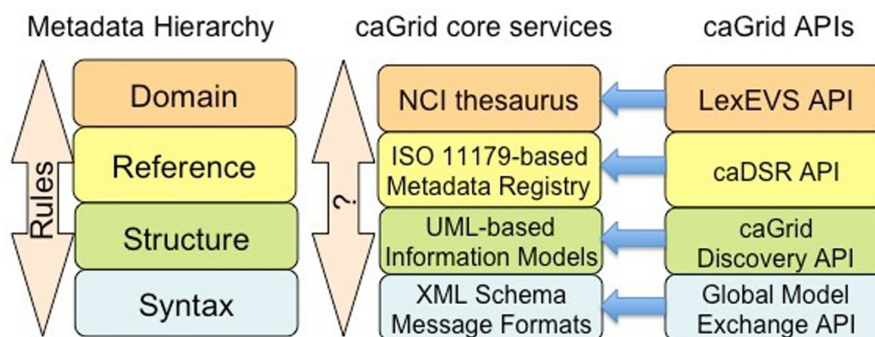 Metadata Hierarchy
caGrid core services
caGrid APIs
Rules
Domain
Reference
Structure
Syntax
?
NCI thesaurus
ISO 11179-based
Metadata Registry
UML-based
Information Models
XML Schema
Message Formats
LexEVS API
caDSR API
caGrid
Discovery API
Global Model
Exchange API